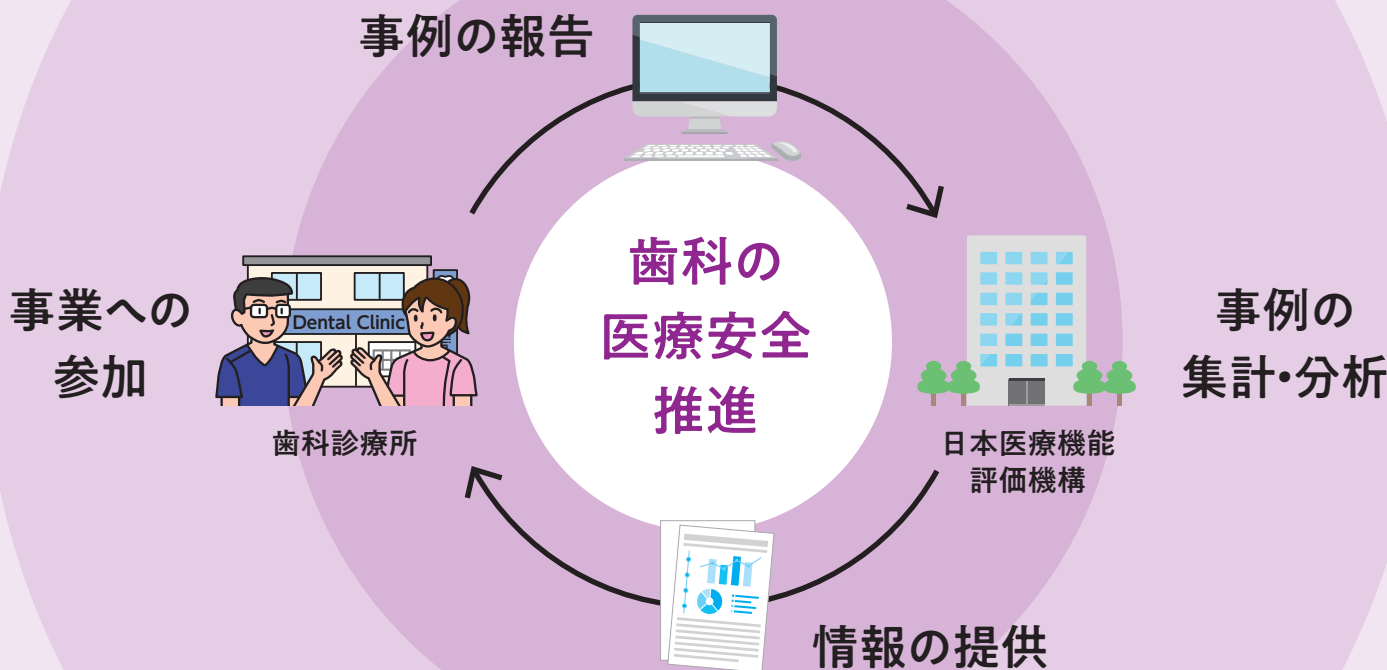 事例の報告
歯科の
医療安全
推進
事業への
参加
Dental Clinic
歯科診療所
事例の
集計・分析
日本医療機能
評価機構
情報の提供